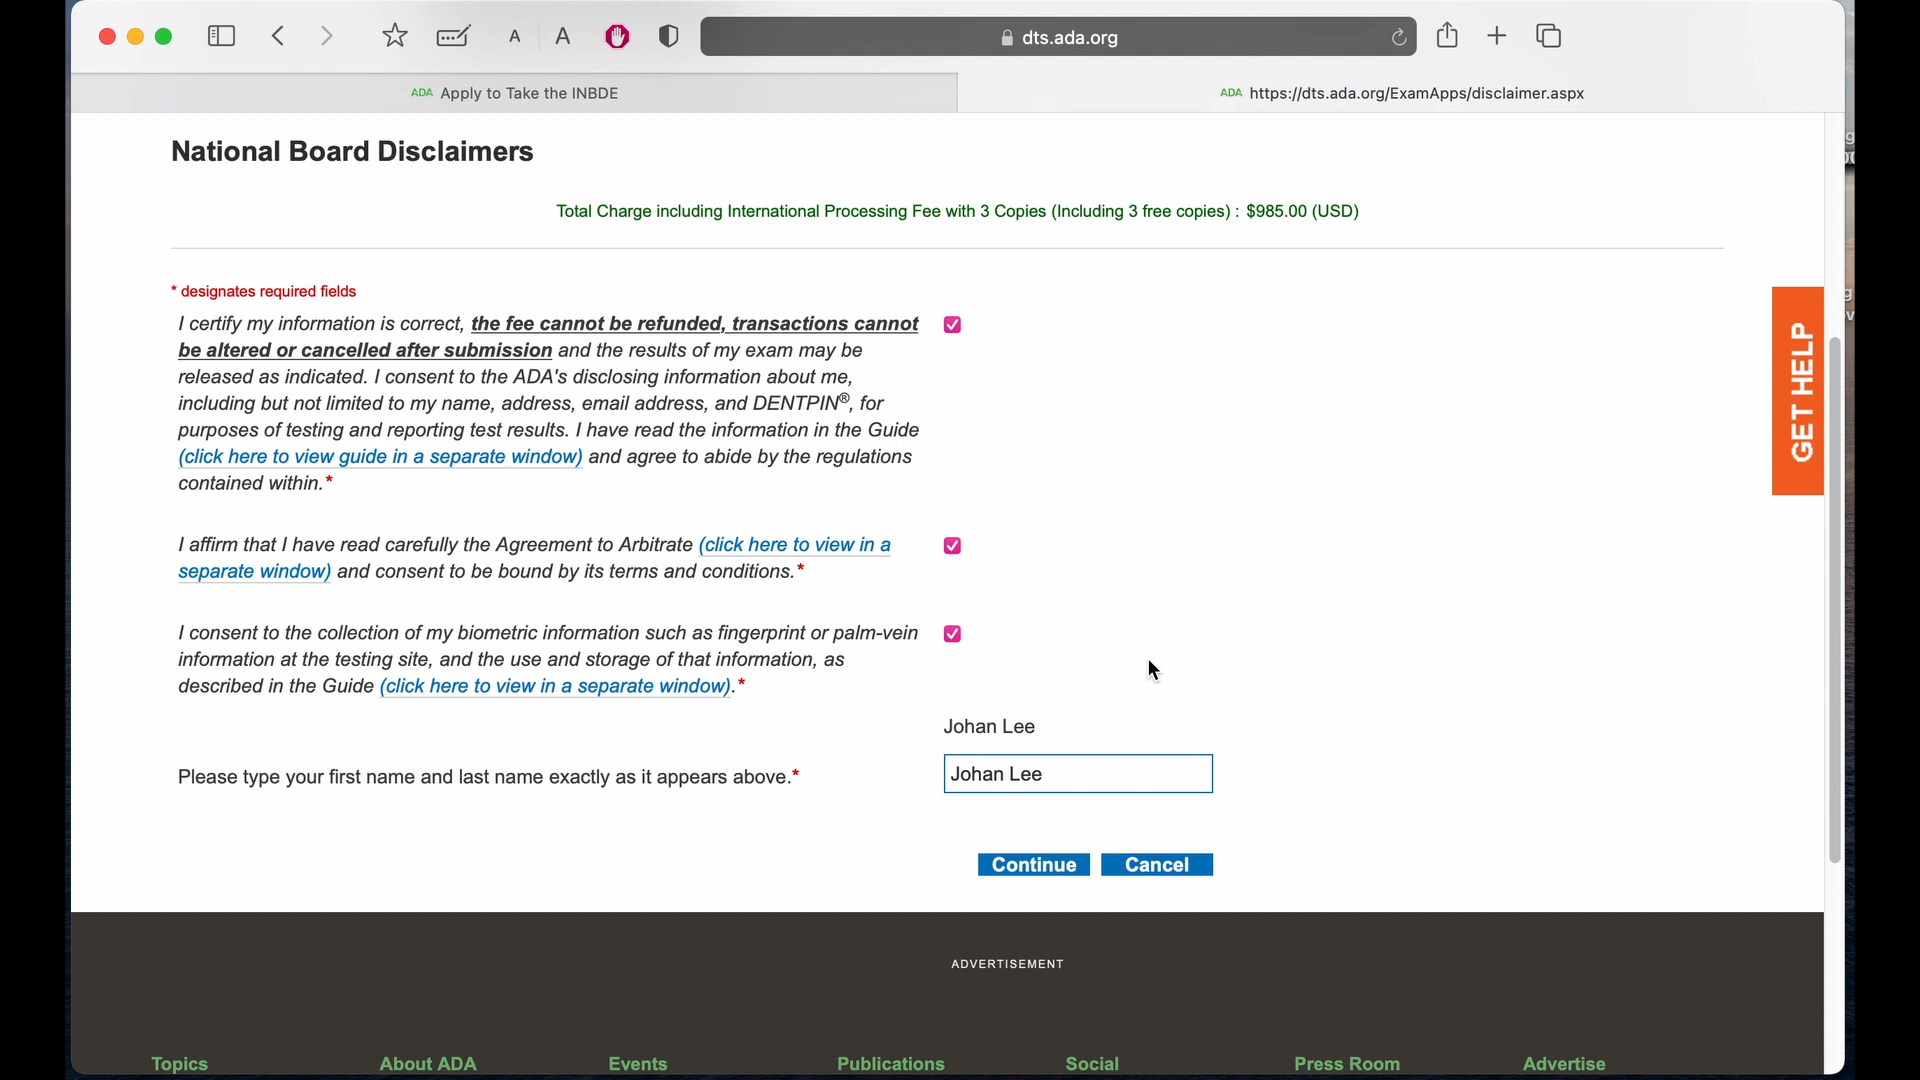 A A dts.ada.org
ADA Apply to Take the INBDE
ADA https://dts.ada.org/ExamApps/disclaimer.aspx
National Board Disclaimers
Total Charge including International Processing Fee with 3 Copies (Including 3 free copies) : $985.00 (USD)
* designates required fields
I certify my information is correct, the fee cannot be refunded, transactions cannot
be altered or cancelled after submission and the results of my exam may be
released as indicated. I consent to the ADA's disclosing information about me,
including but not limited to my name, address, email address, and DENTPIN®, for
purposes of testing and reporting test results. I have read the information in the Guide
(click here to view guide in a separate window) and agree to abide by the regulations
contained within.*
I affirm that I have read carefully the Agreement to Arbitrate (click here to view in a
separate window) and consent to be bound by its terms and conditions.*
I consent to the collection of my biometric information such as fingerprint or palm-vein
information at the testing site, and the use and storage of that information, as
described in the Guide (click here to view in a separate window).*
Johan Lee
Please type your first name and last name exactly as it appears above.*
Johan Lee
Continue
Cancel
GET HELP
ADVERTISEMENT
Topics
About ADA
Events
Publications
Social
Press Room
Advertise